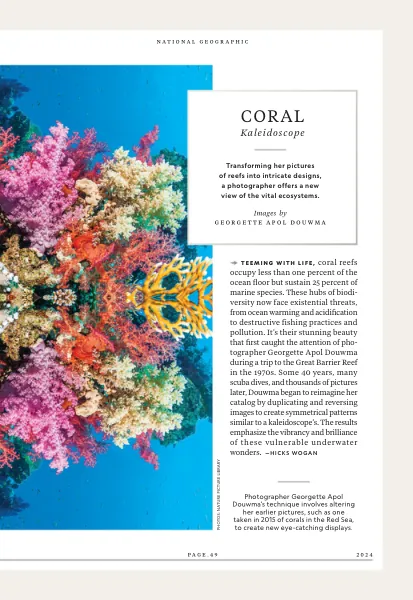 NATIONAL GEOGRAPHIC
CORAL
Kaleidoscope
Transforming her pictures
of reefs into intricate designs,
a photographer offers a new
view of the vital ecosystems.
Images by
GEORGETTE APOL DOUWMA
TEEMING WITH LIFE, coral reefs
occupy less than one percent of the
ocean floor but sustain 25 percent of
marine species. These hubs of biodi-
versity now face existential threats,
from ocean warming and acidification
to destructive fishing practices and
pollution. It's their stunning beauty
that first caught the attention of pho-
tographer Georgette Apol Douwma
during a trip to the Great Barrier Reef
in the 1970s. Some 40 years, many
scuba dives, and thousands of pictures
later, Douwma began to reimagine her
catalog by duplicating and reversing
images to create symmetrical patterns
similar to a kaleidoscope's. The results
emphasize the vibrancy and brilliance
of these vulnerable underwater
wonders. –HICKS WOGAN
PHOTOS: NATURE PICTURE LIBRARY
Photographer Georgette Apol
Douwma's technique involves altering
her earlier pictures, such as one
taken in 2015 of corals in the Red Sea,
to create new eye-catching displays.
PAGE.49
2024